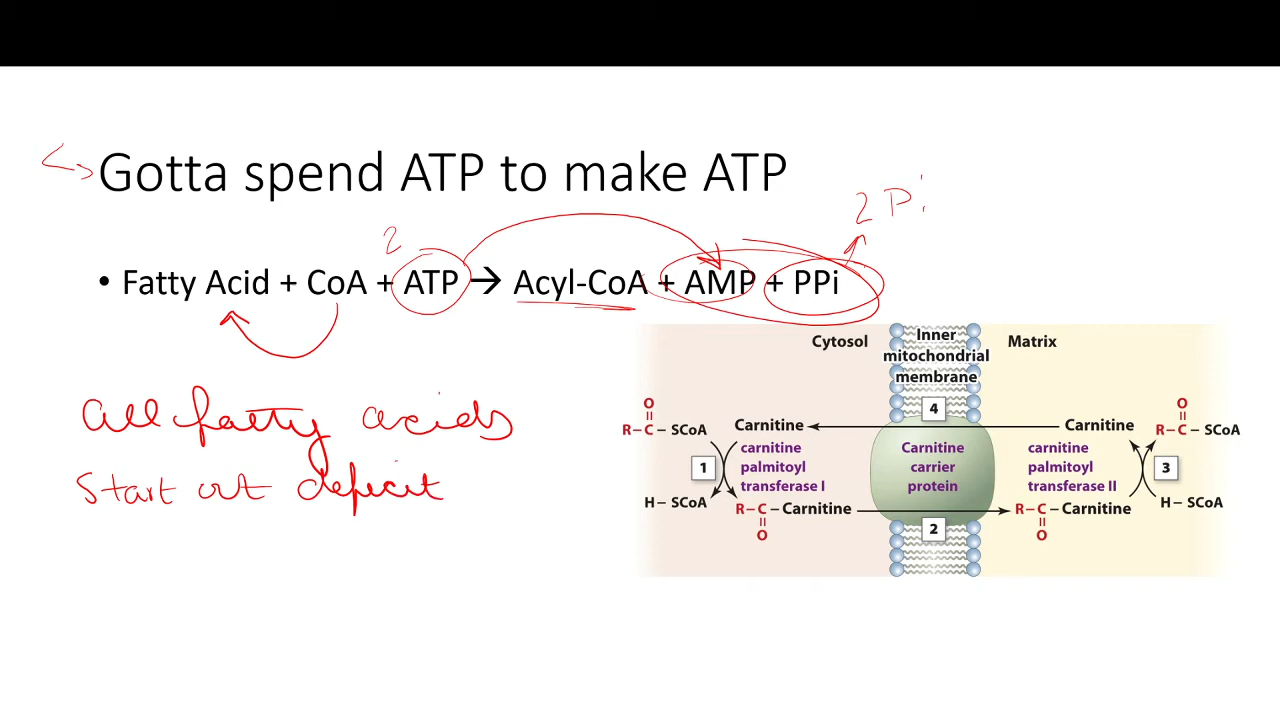 Gotta spend ATP to make ATP
2 Pi
2
• Fatty Acid + CoA + ATP → Acyl-CoA + AMP + PPi
All fatty acids
start out deficit
Cytosol
Inner
mitochondrial
membrane
Matrix
O
R–C–SCoA
Carnitine
4
Carnitine
O
R–C–SCoA
1
carnitine
palmitoyl
transferase I
Carnitine
carrier
protein
carnitine
palmitoyl
transferase II
3
H–SCoA
R–C–Carnitine
O
2
R–C–Carnitine
O
H–SCoA